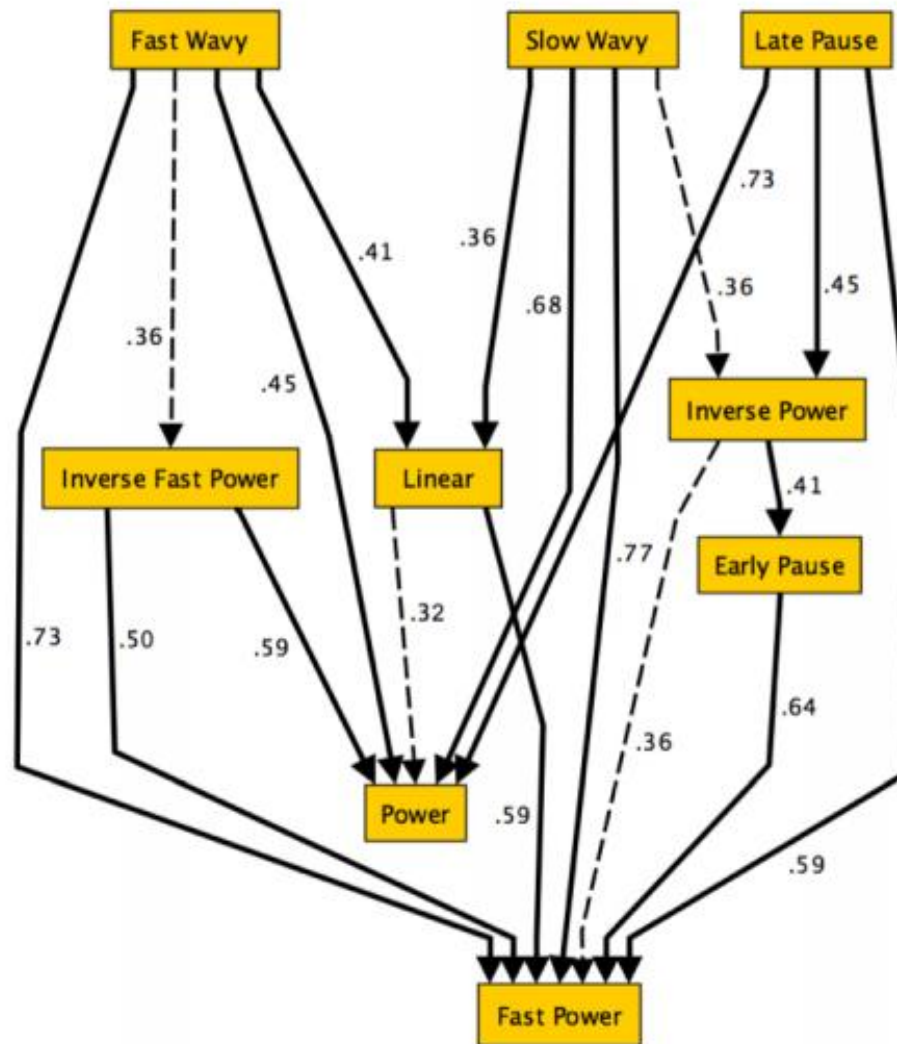 Fast Wavy
Slow Wavy
Late Pause
.73
.36
.41
.36
.68
.36
.45
.45
Inverse Power
Inverse Fast Power
Linear
.41
.77
Early Pause
.32
.73
.50
.59
.64
.36
Power
.59
.59
Fast Power